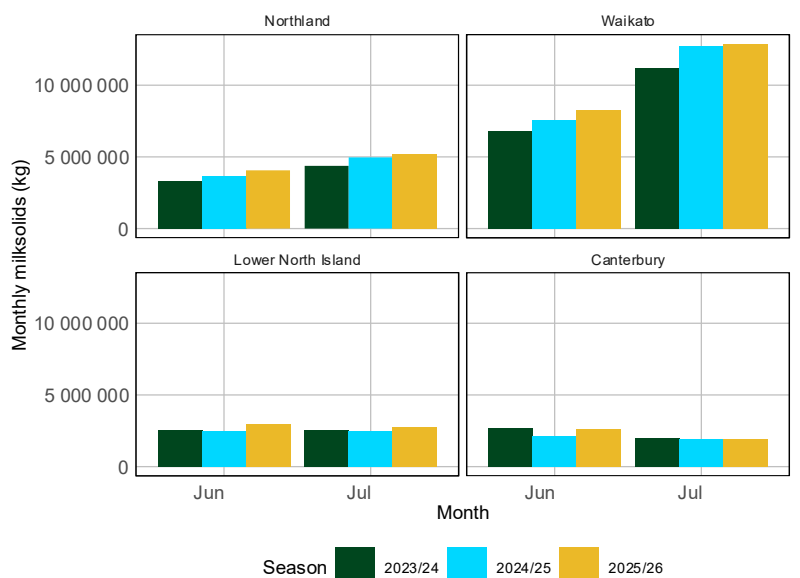 Northland
Waikato
10 000 000
5 000 000
0
Lower North Island
Canterbury
10 000 000
5 000 000
0
Monthly milksolids (kg)
Jun
Jul
Jun
Jul
Month
Season
2023/24
2024/25
2025/26